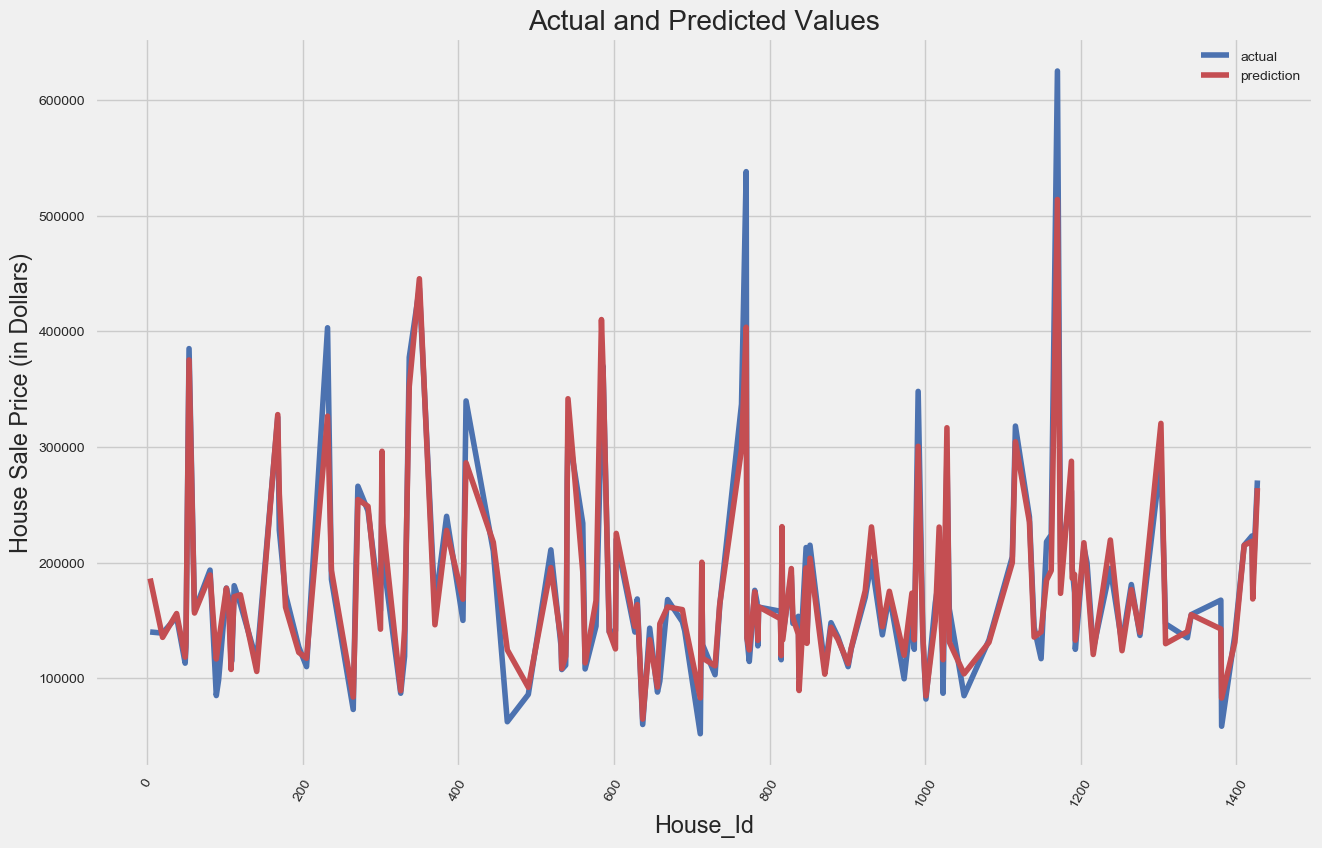 Actual and Predicted Values
actual
prediction
600000
500000
400000
300000
200000
100000
House Sale Price (in Dollars)
0
200
400
600
800
1000
1200
1400
House_Id